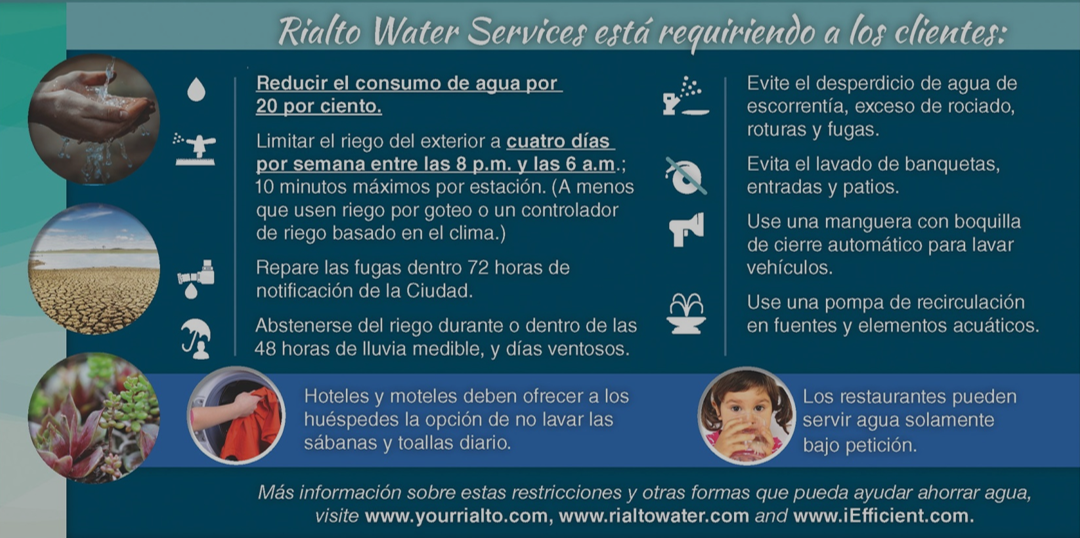 Rialto Water Services está requiriendo a los clientes:
Reducir el consumo de agua por
20 por ciento.
Limitar el riego del exterior a cuatro días
por semana entre las 8 p.m. y las 6 a.m.;
10 minutos máximos por estación. (A menos
que usen riego por goteo o un controlador
de riego basado en el clima.)
Repare las fugas dentro 72 horas de
notificación de la Ciudad.
Abstenerse del riego durante o dentro de las
48 horas de lluvia medible, y días ventosos.
Evite el desperdicio de agua de
escorrentía, exceso de rociado,
roturas y fugas.
Evita el lavado de banquetas,
entradas y patios.
Use una manguera con boquilla
de cierre automático para lavar
vehículos.
Use una pompa de recirculación
en fuentes y elementos acuáticos.
Hoteles y moteles deben ofrecer a los
huéspedes la opción de no lavar las
sábanas y toallas diario.
Los restaurantes pueden
servir agua solamente
bajo petición.
Más información sobre estas restricciones y otras formas que pueda ayudar ahorrar agua,
visite www.yourrialto.com, www.rialtowater.com and www.iEfficient.com.